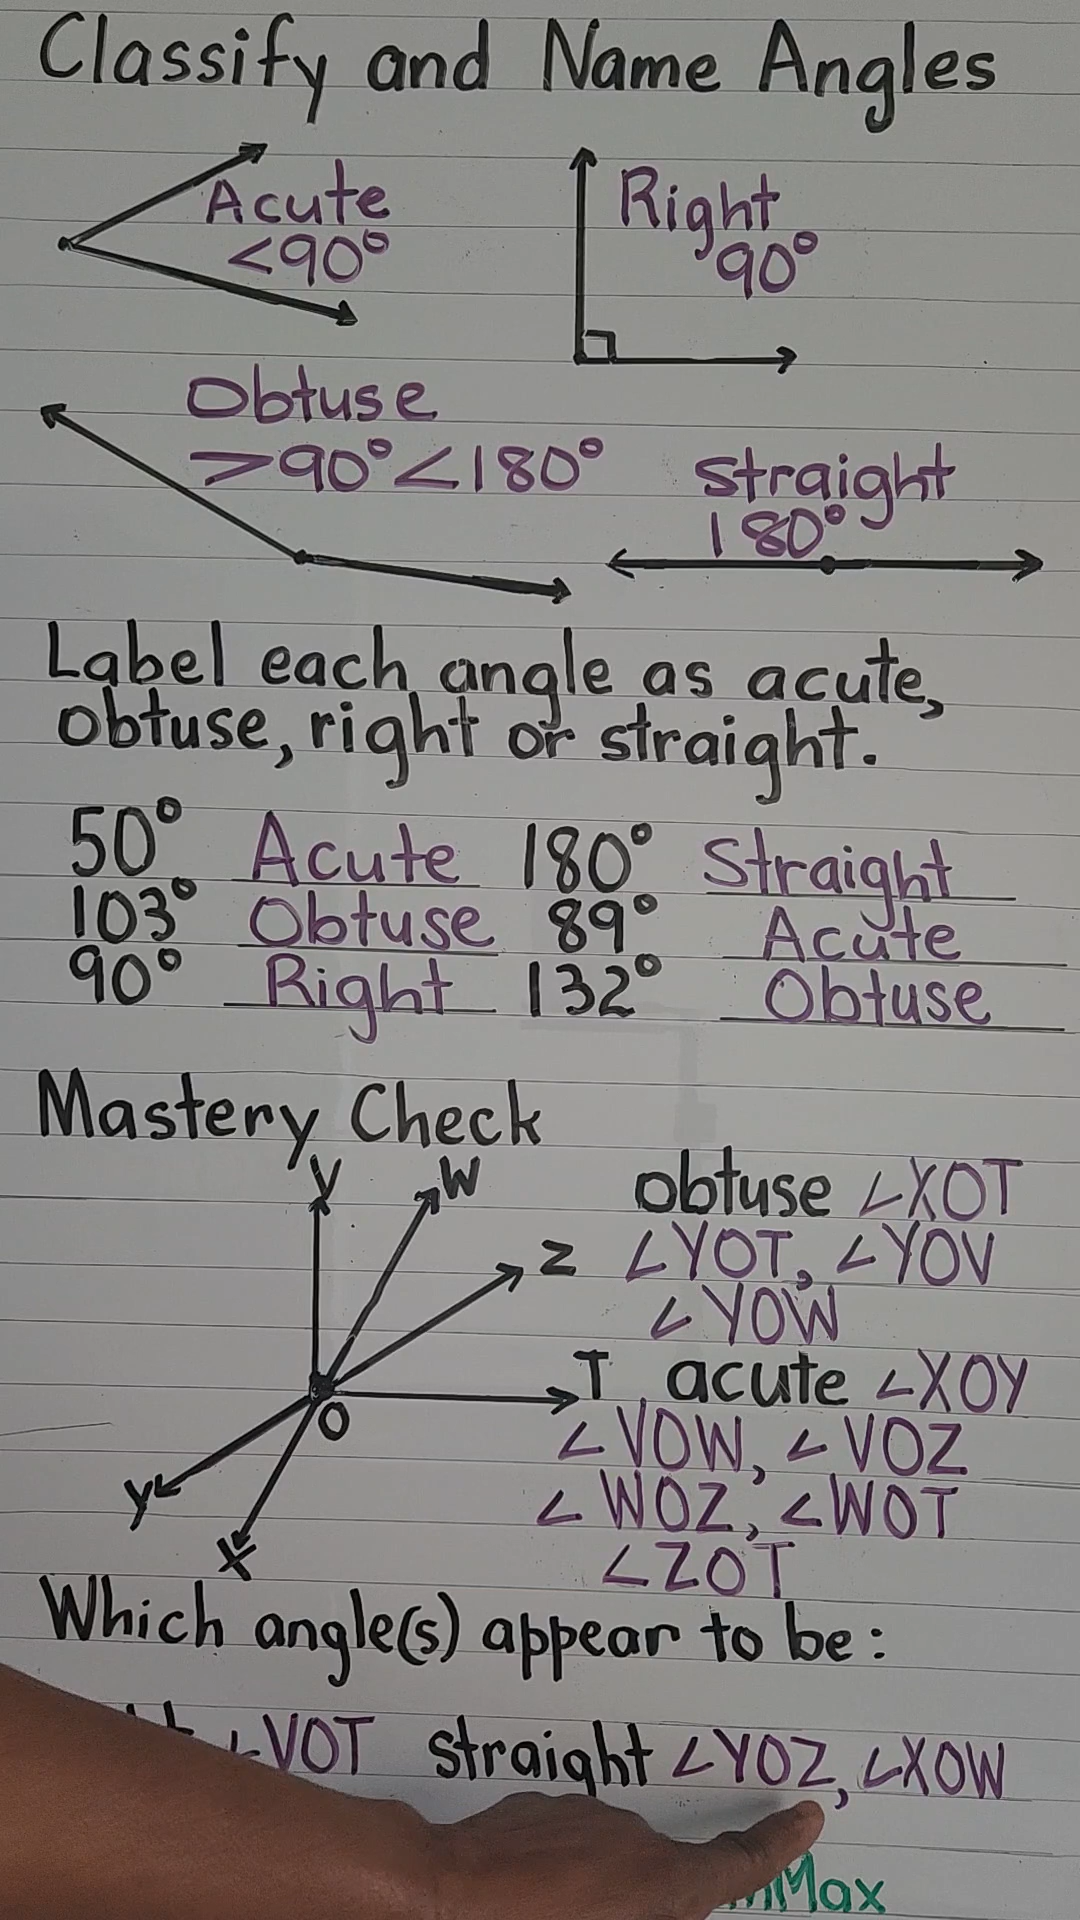 Classify and Name Angles
Acute
<90°
Right
90°
Obtuse
>90°<180°
straight
180°
Label each angle as acute,
obtuse, right or straight.
50° Acute 180° Straight
103° Obtuse 89° Acute
90° Right 132° Obtuse
Mastery Check
V W
Z
T
O
Y
X
obtuse ∠XOT
∠YOT, ∠YOV
∠YOW
acute ∠XOY
∠VOW, ∠VOZ
∠WOZ, ∠WOT
∠ZOT
Which angle(s) appear to be:
∠VOT straight ∠YOZ, ∠XOW
Max